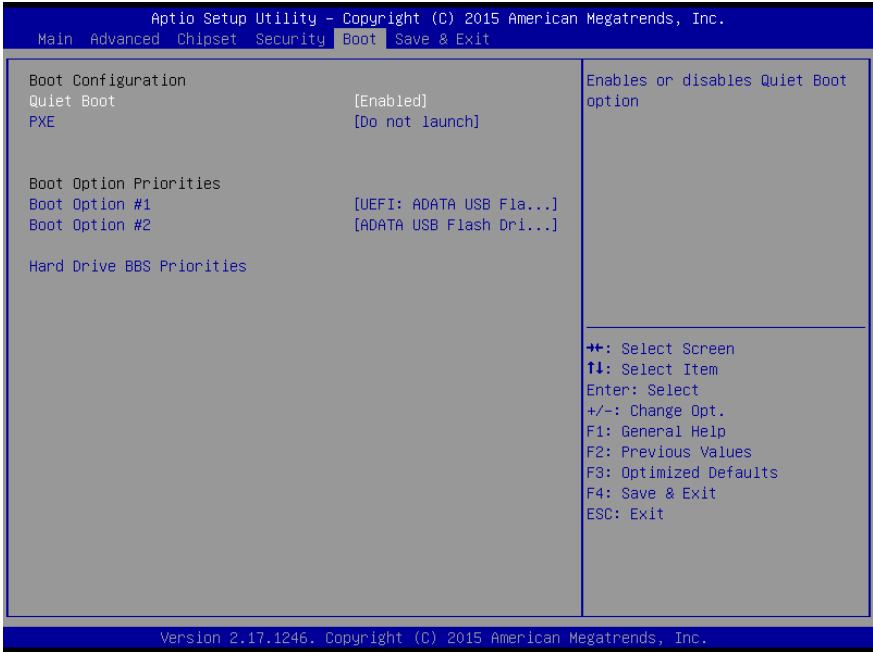 Aptio Setup Utility – Copyright (C) 2015 American Megatrends, Inc.
Main Advanced Chipset Security Boot Save & Exit
Boot Configuration
Quiet Boot [Enabled]
PXE [Do not launch]
Boot Option Priorities
Boot Option #1 [UEFI: ADATA USB Fla...]
Boot Option #2 [ADATA USB Flash Dri...]
Hard Drive BBS Priorities
Enables or disables Quiet Boot
option
→←: Select Screen
↑↓: Select Item
Enter: Select
+/-: Change Opt.
F1: General Help
F2: Previous Values
F3: Optimized Defaults
F4: Save & Exit
ESC: Exit
Version 2.17.1246. Copyright (C) 2015 American Megatrends, Inc.